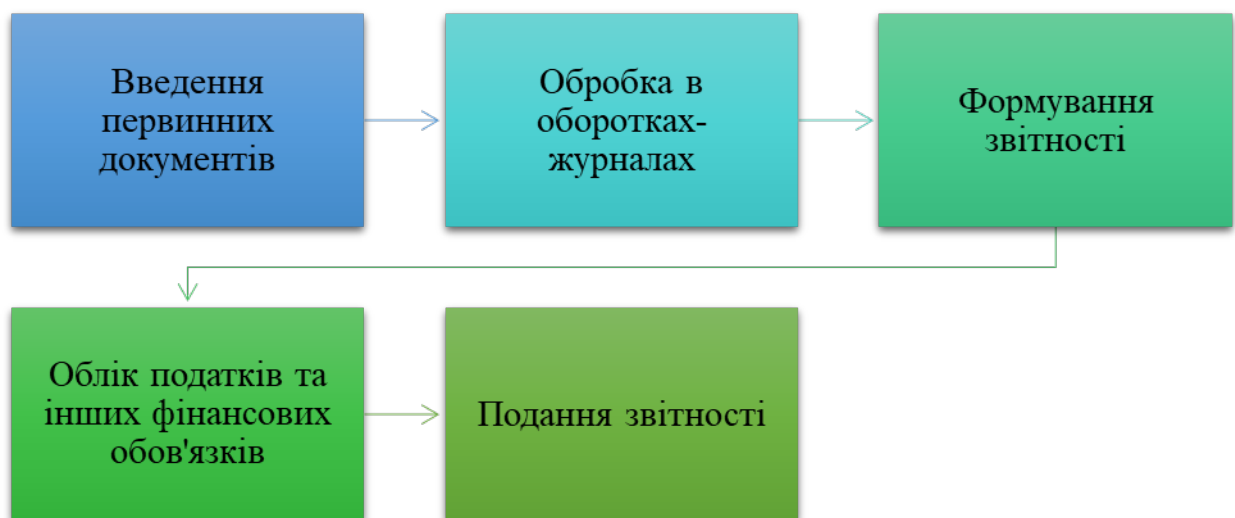 Введення
первинних
документів
Обробка в
оборотках-
журналах
Формування
звітності
Облік податків та
інших фінансових
обов'язків
Подання звітності